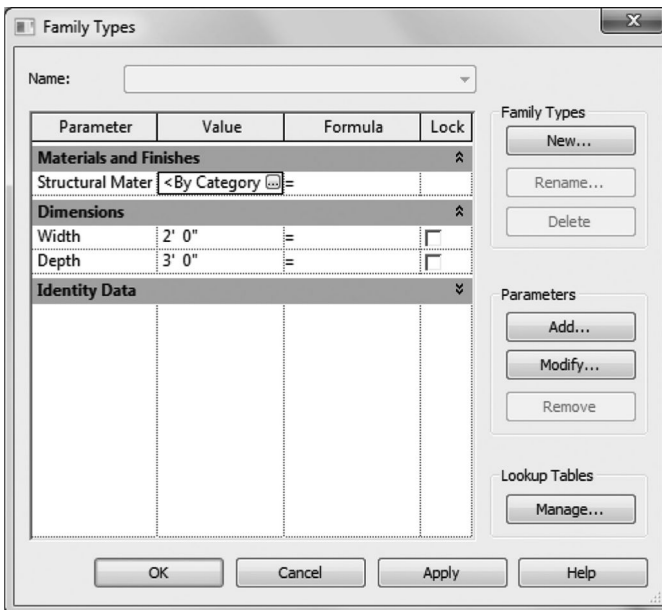 Family Types
Name:
Parameter Value Formula Lock
Materials and Finishes
Structural Mater <By Category ... =
Dimensions
Width 2' 0" =
Depth 3' 0" =
Identity Data
Family Types
New...
Rename...
Delete
Parameters
Add...
Modify...
Remove
Lookup Tables
Manage...
OK Cancel Apply Help